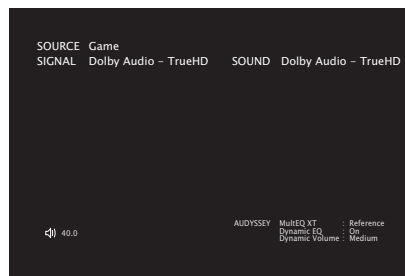 SOURCE Game
SIGNAL Dolby Audio – TrueHD SOUND Dolby Audio – TrueHD
AUDYSSEY MultEQ XT : Reference
Dynamic EQ : On
Dynamic Volume : Medium
40.0